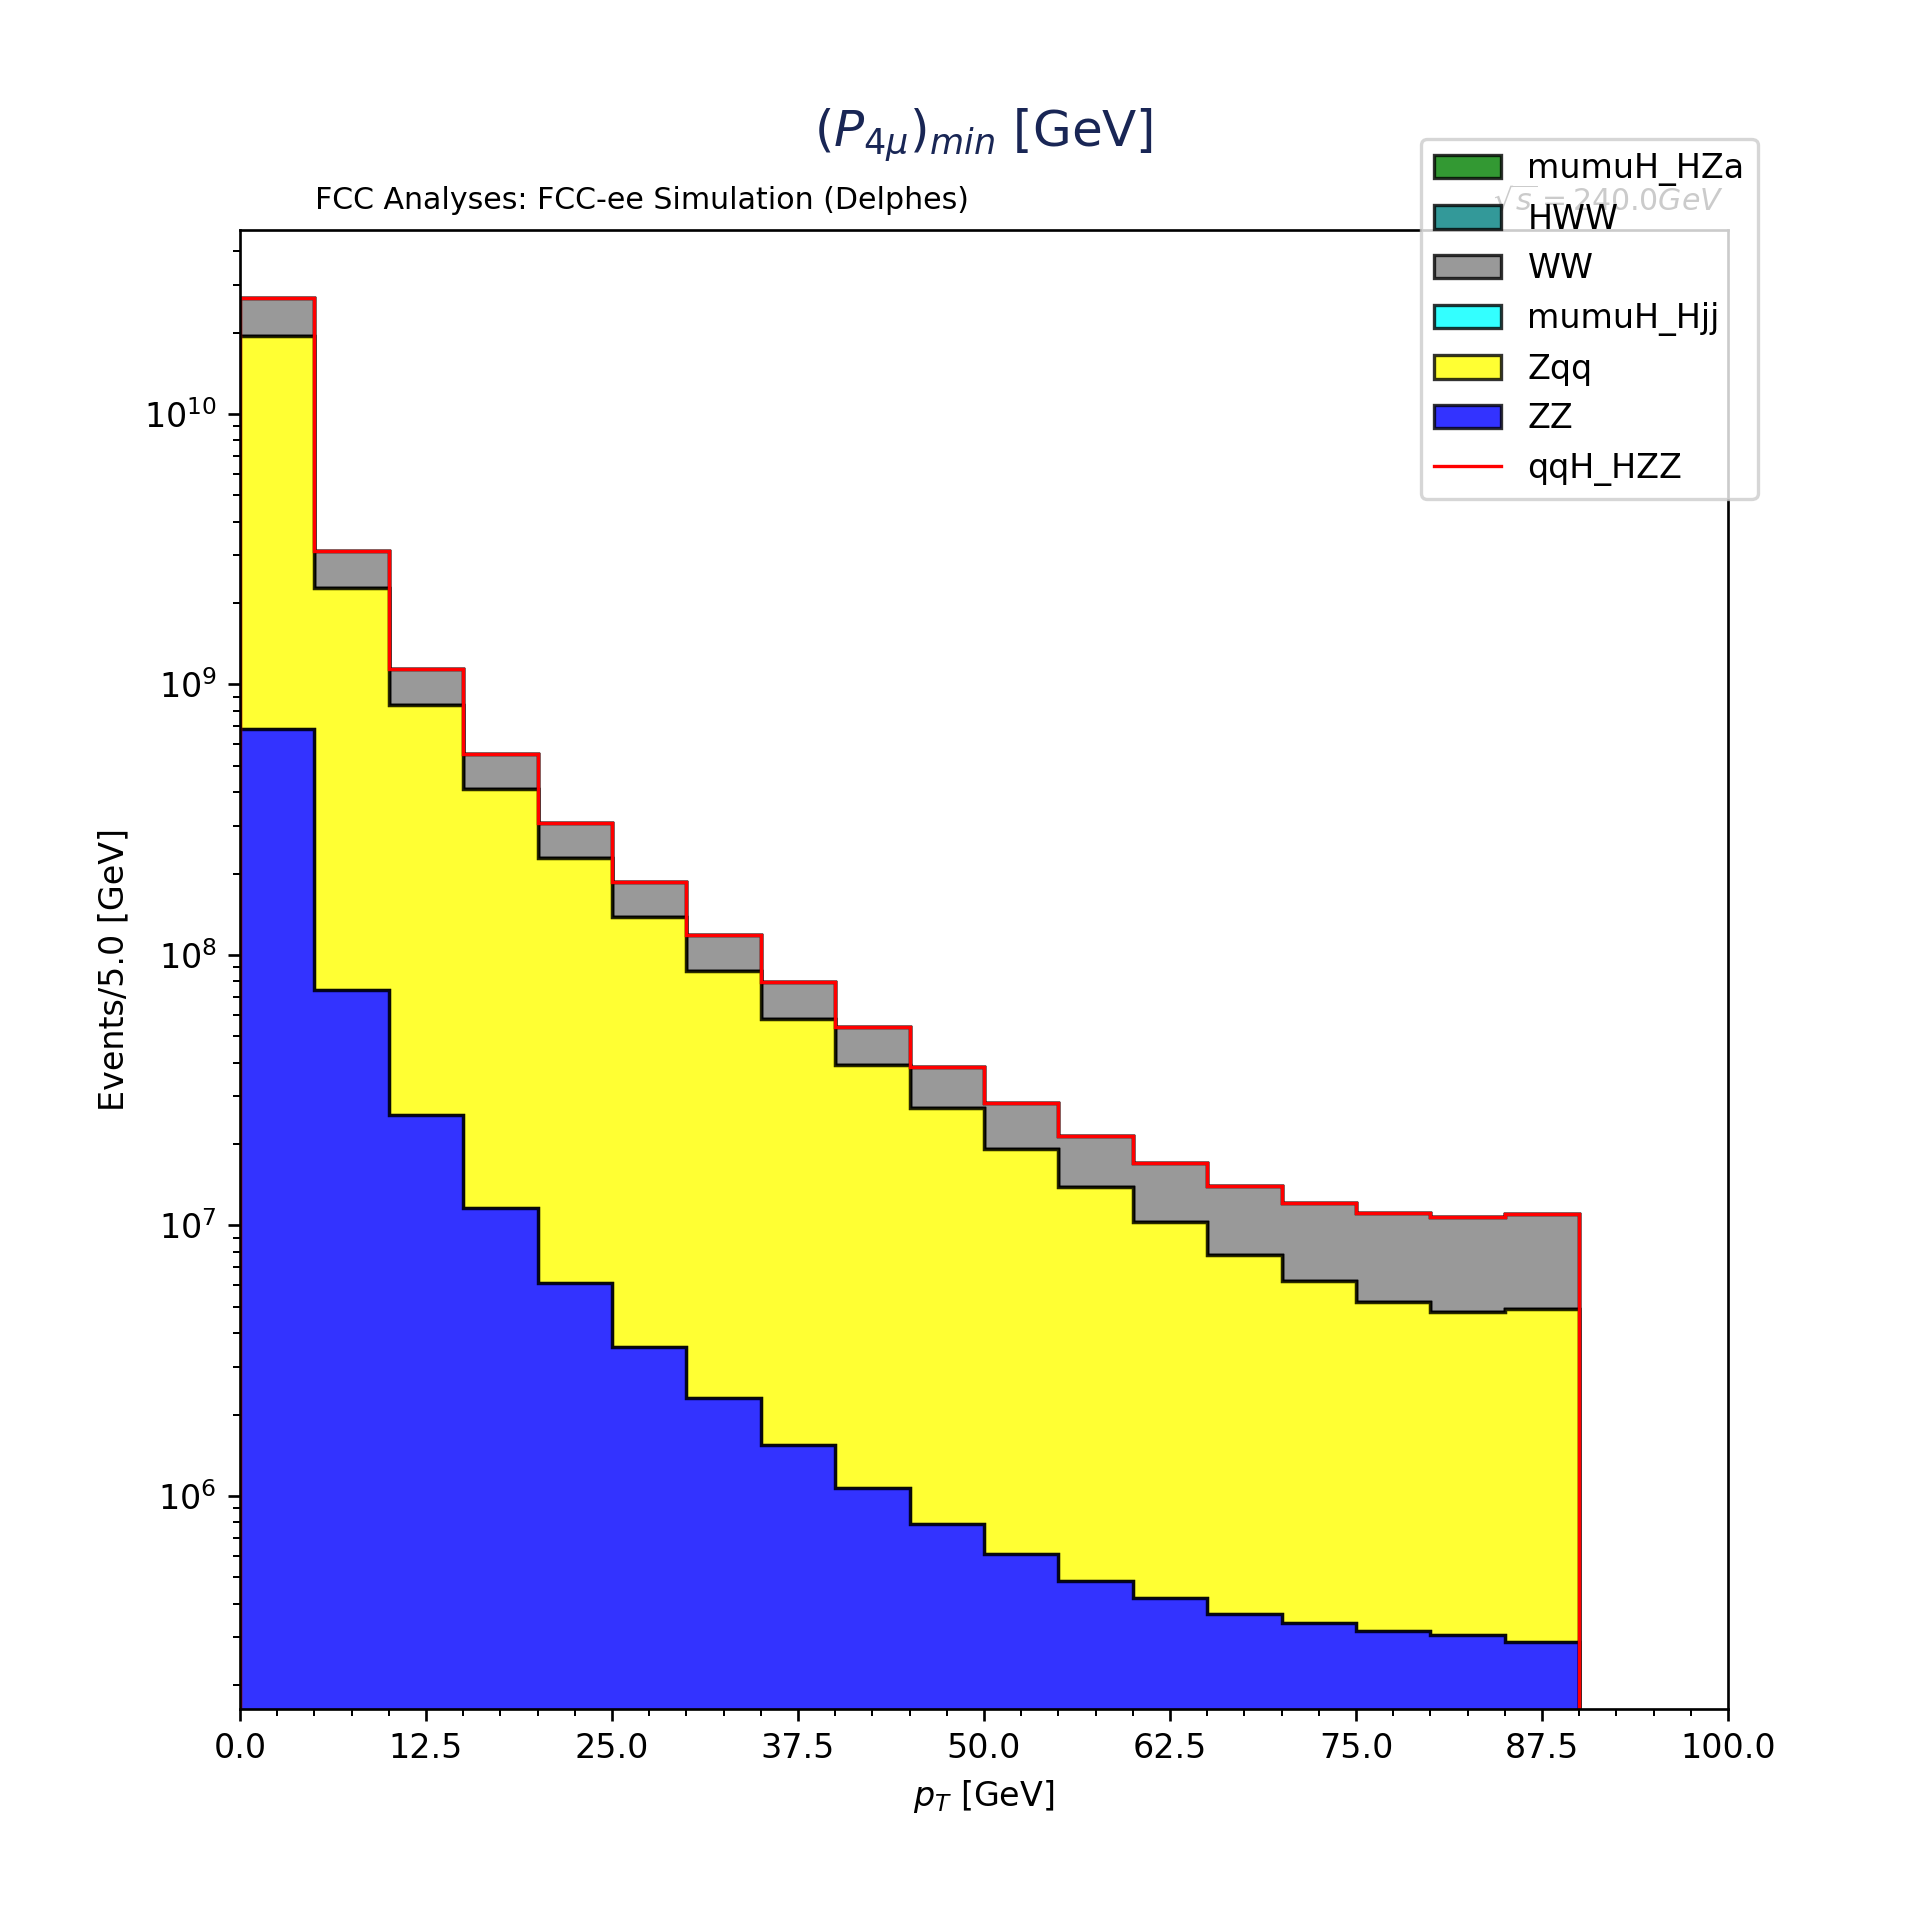 (P4μ)min [GeV]
FCC Analyses: FCC-ee Simulation (Delphes)
√s = 240.0GeV
mumuH_HZa
HWW
WW
mumuH_Hjj
Zqq
ZZ
qqH_HZZ
Events/5.0 [GeV]
10^10
10^9
10^8
10^7
10^6
0.0 12.5 25.0 37.5 50.0 62.5 75.0 87.5 100.0
pT [GeV]